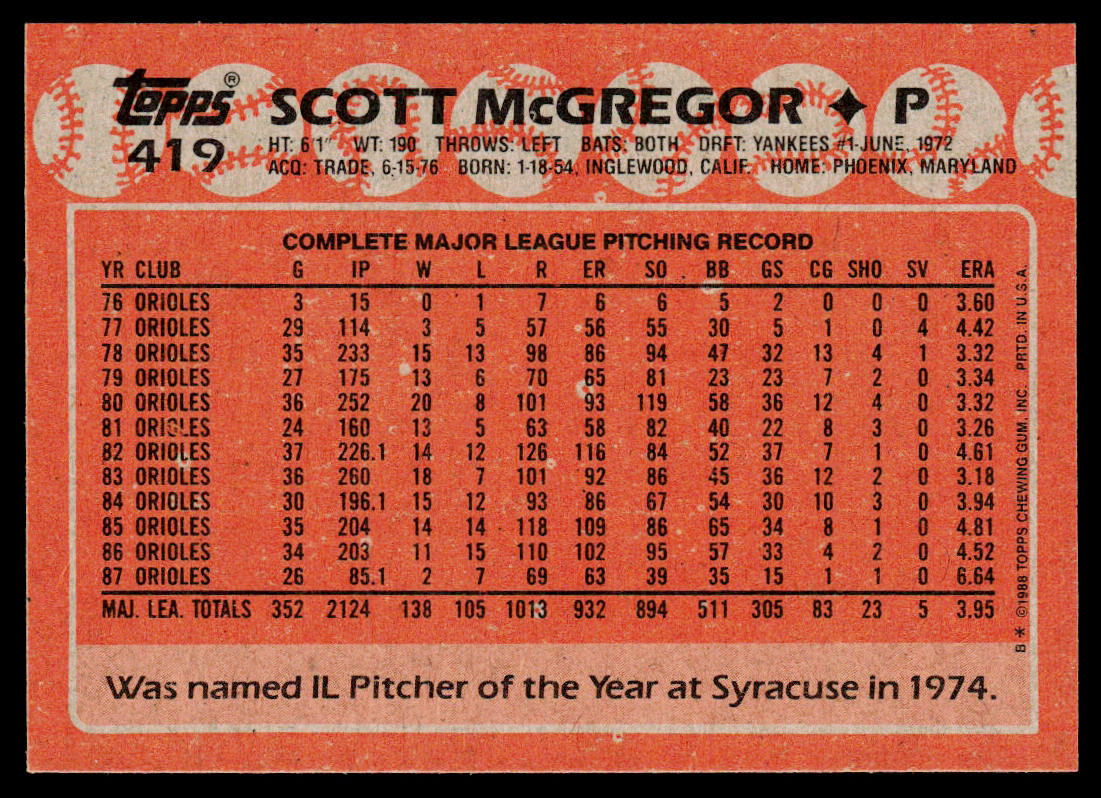 Topps®
419
SCOTT McGREGOR ✦ P
HT: 6'1" WT: 190 THROWS: LEFT BATS: BOTH DRFT: YANKEES #1-JUNE, 1972
ACQ: TRADE, 6-15-76 BORN: 1-18-54, INGLEWOOD, CALIF. HOME: PHOENIX, MARYLAND
COMPLETE MAJOR LEAGUE PITCHING RECORD
YR CLUB G IP W L R ER SO BB GS CG SHO SV ERA
76 ORIOLES 3 15 0 1 7 6 6 5 2 0 0 0 3.60
77 ORIOLES 29 114 3 5 57 56 55 30 5 1 0 4 4.42
78 ORIOLES 35 233 15 13 98 86 94 47 32 13 4 1 3.32
79 ORIOLES 27 175 13 6 70 65 81 23 23 7 2 0 3.34
80 ORIOLES 36 252 20 8 101 93 119 58 36 12 4 0 3.32
81 ORIOLES 24 160 13 5 63 58 82 40 22 8 3 0 3.26
82 ORIOLES 37 226.1 14 12 126 116 84 52 37 7 1 0 4.61
83 ORIOLES 36 260 18 7 101 92 86 45 36 12 2 0 3.18
84 ORIOLES 30 196.1 15 12 93 86 67 54 30 10 3 0 3.94
85 ORIOLES 35 204 14 14 118 109 86 65 34 8 1 0 4.81
86 ORIOLES 34 203 11 15 110 102 95 57 33 4 2 0 4.52
87 ORIOLES 26 85.1 2 7 69 63 39 35 15 1 1 0 6.64
MAJ. LEA. TOTALS 352 2124 138 105 1013 932 894 511 305 83 23 5 3.95
Was named IL Pitcher of the Year at Syracuse in 1974.
B* ©1988 TOPPS CHEWING GUM, INC. PRTD. IN U.S.A.